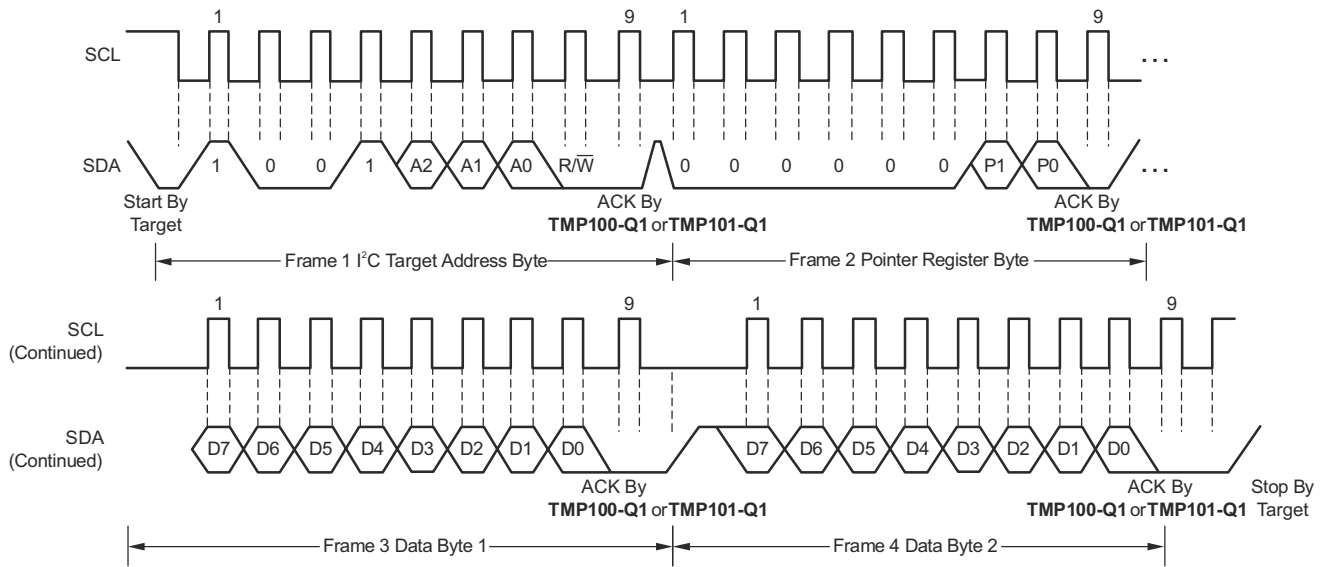 1 9 1 9
SCL ...
SDA 1 0 0 1 A2 A1 A0 R/W̅ 0 0 0 0 0 0 P1 P0 ...
Start By
Target
ACK By
TMP100-Q1 or TMP101-Q1
ACK By
TMP100-Q1 or TMP101-Q1
Frame 1 I²C Target Address Byte
Frame 2 Pointer Register Byte
1 9 1 9
SCL
(Continued)
SDA
(Continued)
D7 D6 D5 D4 D3 D2 D1 D0 D7 D6 D5 D4 D3 D2 D1 D0
ACK By
TMP100-Q1 or TMP101-Q1
ACK By
TMP100-Q1 or TMP101-Q1
Stop By
Target
Frame 3 Data Byte 1
Frame 4 Data Byte 2